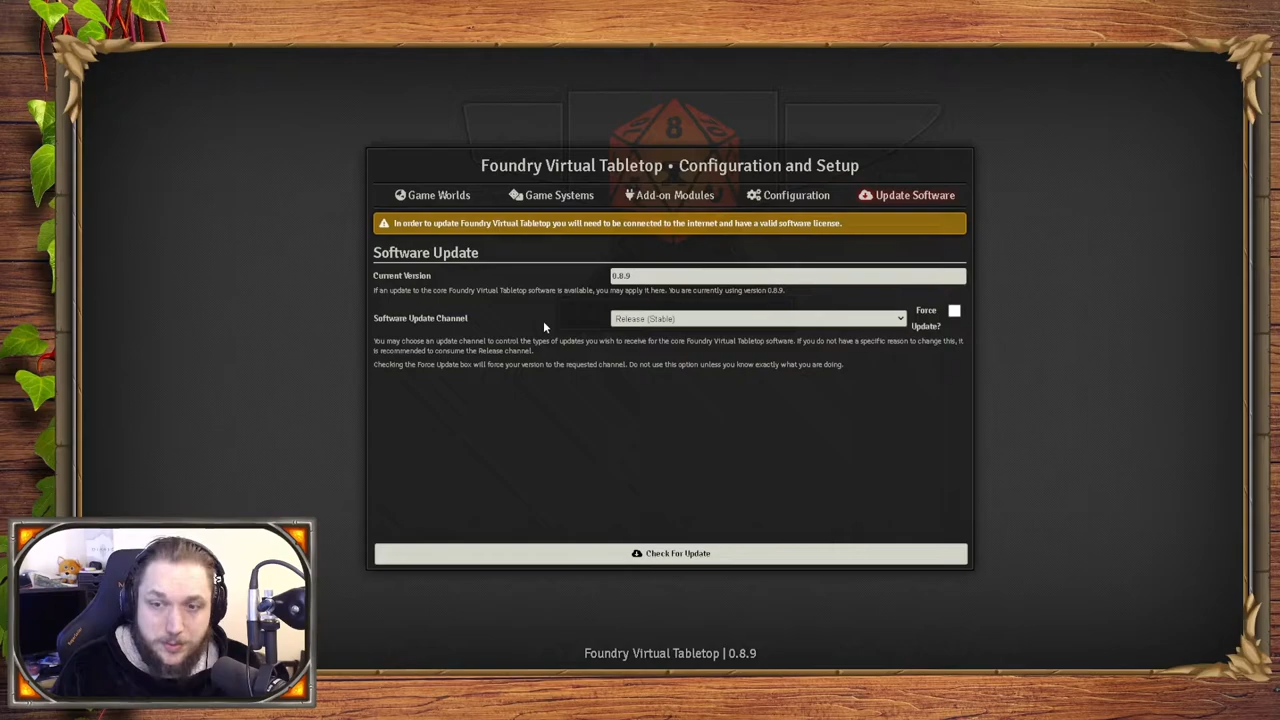 8
Foundry Virtual Tabletop • Configuration and Setup
Game Worlds Game Systems Add-on Modules Configuration Update Software
In order to update Foundry Virtual Tabletop you will need to be connected to the internet and have a valid software license.
Software Update
Current Version 0.8.9
If an update to the core Foundry Virtual Tabletop software is available, you may apply it here. You are currently using version 0.8.9.
Software Update Channel Release (Stable) Force Update?
You may choose an update channel to control the types of updates you wish to receive for the core Foundry Virtual Tabletop software. If you do not have a specific reason to change this, it
is recommended to consume the Release channel.
Checking the Force Update box will force your version to the requested channel. Do not use this option unless you know exactly what you are doing.
Check For Update
Foundry Virtual Tabletop | 0.8.9